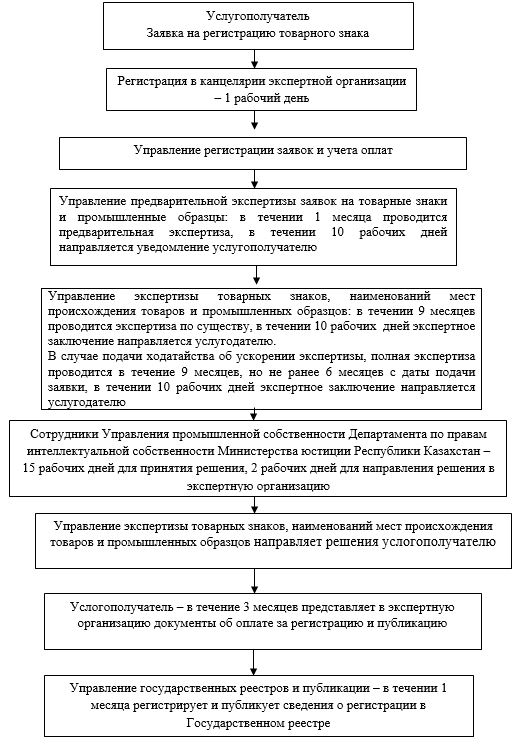 Услугополучатель
Заявка на регистрацию товарного знака
Регистрация в канцелярии экспертной организации
– 1 рабочий день
Управление регистрации заявок и учета оплат
Управление предварительной экспертизы заявок на товарные знаки
и промышленные образцы: в течении 1 месяца проводится
предварительная экспертиза, в течении 10 рабочих дней
направляется уведомление услугополучателю
Управление экспертизы товарных знаков, наименований мест
происхождения товаров и промышленных образцов: в течении 9 месяцев
проводится экспертиза по существу, в течении 10 рабочих дней экспертное
заключение направляется услугодателю.
В случае подачи ходатайства об ускорении экспертизы, полная экспертиза
проводится в течение 9 месяцев, но не ранее 6 месяцев с даты подачи
заявки, в течении 10 рабочих дней экспертное заключение направляется
услугодателю
Сотрудники Управления промышленной собственности Департамента по правам
интеллектуальной собственности Министерства юстиции Республики Казахстан –
15 рабочих дней для принятия решения, 2 рабочих дней для направления решения в
экспертную организацию
Управление экспертизы товарных знаков, наименований мест происхождения
товаров и промышленных образцов направляет решения услогополучателю
Услогополучатель – в течение 3 месяцев представляет в экспертную
организацию документы об оплате за регистрацию и публикацию
Управление государственных реестров и публикации – в течении 1
месяца регистрирует и публикует сведения о регистрации в
Государственном реестре